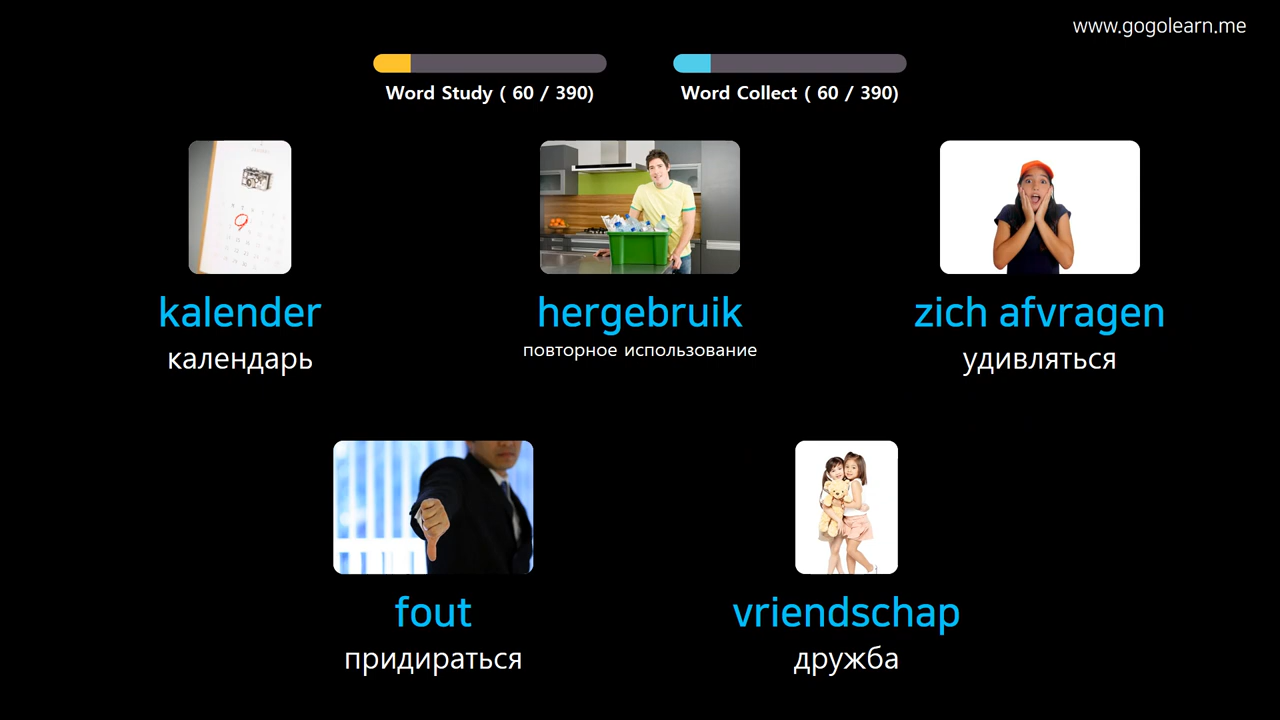 www.gogolearn.me
Word Study ( 60 / 390)
Word Collect ( 60 / 390)
kalender
календарь
hergebruik
повторное использование
zich afvragen
удивляться
fout
придираться
vriendschap
дружба